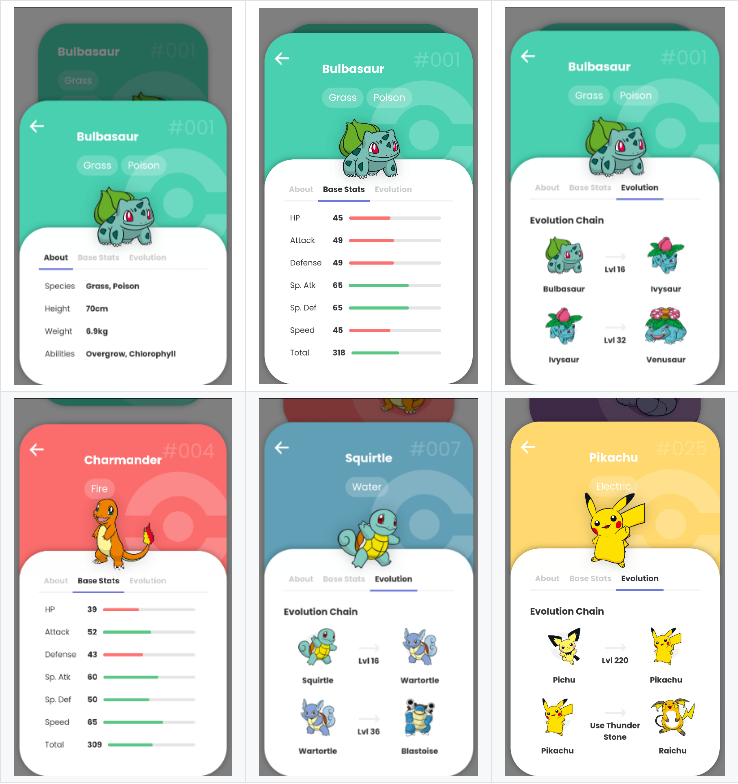 Bulbasaur #001
Grass
Bulbasaur #001
Grass Poison
About Base Stats Evolution
Species Grass, Poison
Height 70cm
Weight 6.9kg
Abilities Overgrow, Chlorophyll
Bulbasaur #001
Grass Poison
About Base Stats Evolution
HP 45
Attack 49
Defense 49
Sp. Atk 65
Sp. Def 65
Speed 45
Total 318
Bulbasaur #001
Grass Poison
About Base Stats Evolution
Evolution Chain
Lvl 16
Bulbasaur Ivysaur
Lvl 32
Ivysaur Venusaur
Charmander #004
Fire
About Base Stats Evolution
HP 39
Attack 52
Defense 43
Sp. Atk 60
Sp. Def 50
Speed 65
Total 309
Squirtle #007
Water
About Base Stats Evolution
Evolution Chain
Lvl 16
Squirtle Wartortle
Lvl 36
Wartortle Blastoise
Pikachu #025
Electric
About Base Stats Evolution
Evolution Chain
Lvl 220
Pichu Pikachu
Use Thunder
Stone
Pikachu Raichu